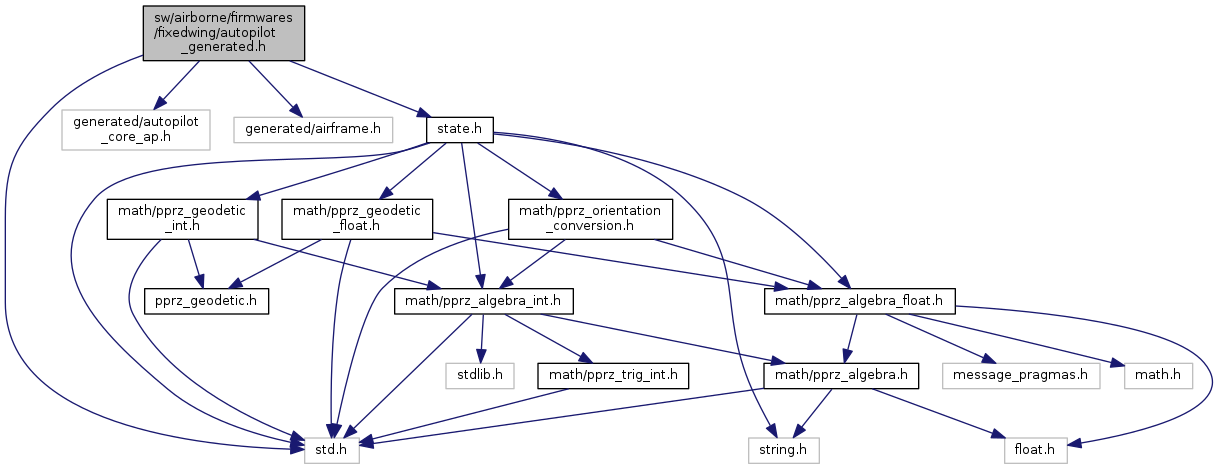 sw/airborne/firmwares
/fixedwing/autopilot
_generated.h
generated/autopilot
_core_ap.h
generated/airframe.h
state.h
math/pprz_geodetic
_int.h
math/pprz_geodetic
_float.h
math/pprz_orientation
_conversion.h
pprz_geodetic.h
math/pprz_algebra_int.h
math/pprz_algebra_float.h
stdlib.h
math/pprz_trig_int.h
math/pprz_algebra.h
message_pragmas.h
math.h
std.h
string.h
float.h